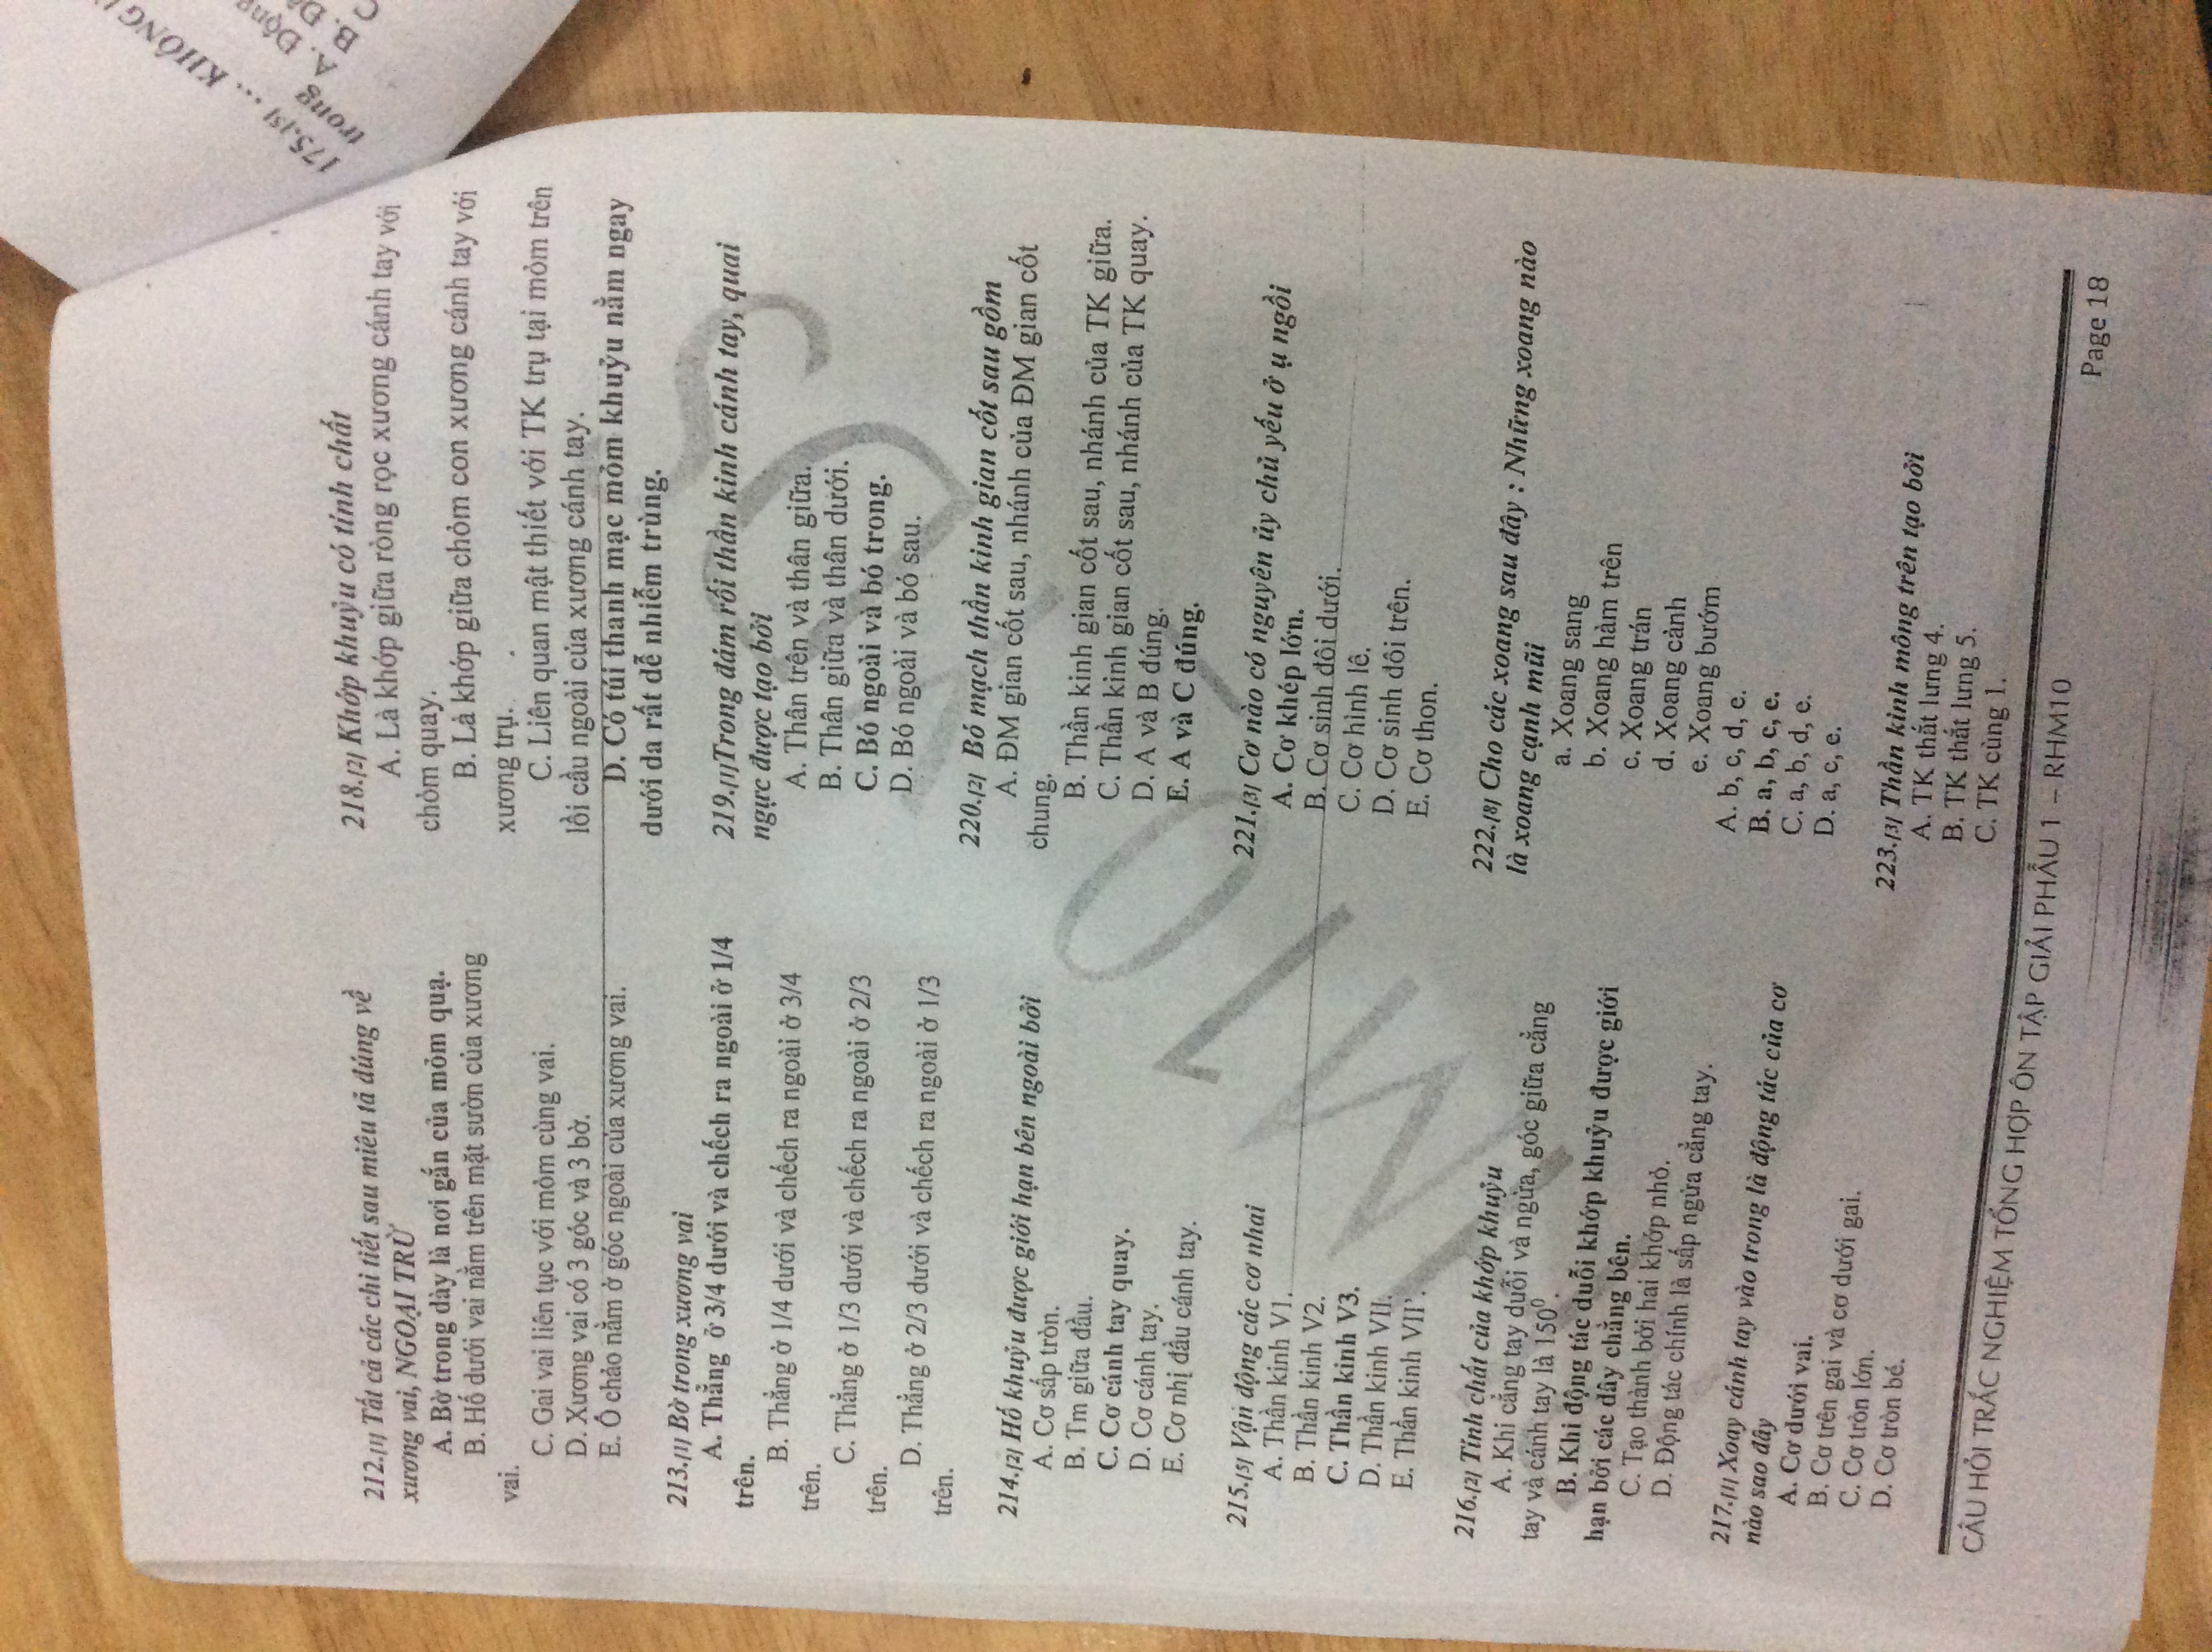 212.[1] Tất cả các chi tiết sau miêu tả đúng về
xương vai, NGOẠI TRỪ
A. Bờ trong dày là nơi gắn của mỏm quạ.
B. Hố dưới vai nằm trên mặt sườn của xương
vai.
C. Gai vai liên tục với mỏm cùng vai.
D. Xương vai có 3 góc và 3 bờ.
E. Ổ chảo nằm ở góc ngoài của xương vai.
213.[1] Bờ trong xương vai
A. Thẳng ở 3/4 dưới và chếch ra ngoài ở 1/4
trên.
B. Thẳng ở 1/4 dưới và chếch ra ngoài ở 3/4
trên.
C. Thẳng ở 1/3 dưới và chếch ra ngoài ở 2/3
trên.
D. Thẳng ở 2/3 dưới và chếch ra ngoài ở 1/3
trên.
214.[2] Hố khuỷu được giới hạn bên ngoài bởi
A. Cơ sấp tròn.
B. Tm giữa đầu.
C. Cơ cánh tay quay.
D. Cơ cánh tay.
E. Cơ nhị đầu cánh tay.
215.[5] Vận động các cơ nhai
A. Thần kinh V1.
B. Thần kinh V2.
C. Thần kinh V3.
D. Thần kinh VII.
E. Thần kinh VII’.
216.[2] Tính chất của khớp khuỷu
A. Khi cẳng tay duỗi và ngửa, góc giữa cẳng
tay và cánh tay là 150⁰.
B. Khi động tác duỗi khớp khuỷu được giới
hạn bởi các dây chằng bên.
C. Tạo thành bởi hai khớp nhỏ.
D. Động tác chính là sấp ngửa cẳng tay.
217.[1] Xoay cánh tay vào trong là động tác của cơ
nào sao đây
A. Cơ dưới vai.
B. Cơ trên gai và cơ dưới gai.
C. Cơ tròn lớn.
D. Cơ tròn bé.
218.[2] Khớp khuỷu có tính chất
A. Là khớp giữa ròng rọc xương cánh tay với
chỏm quay.
B. Là khớp giữa chỏm con xương cánh tay với
xương trụ.
C. Liên quan mật thiết với TK trụ tại mỏm trên
lồi cầu ngoài của xương cánh tay.
D. Có túi thanh mạc mỏm khuỷu nằm ngay
dưới da rất dễ nhiễm trùng.
219.[1]Trong đám rối thần kinh cánh tay, quai
ngực được tạo bởi
A. Thân trên và thân giữa.
B. Thân giữa và thân dưới.
C. Bó ngoài và bó trong.
D. Bó ngoài và bó sau.
220.[2] Bó mạch thần kinh gian cốt sau gồm
A. ĐM gian cốt sau, nhánh của ĐM gian cốt
chung.
B. Thần kinh gian cốt sau, nhánh của TK giữa.
C. Thần kinh gian cốt sau, nhánh của TK quay.
D. A và B đúng.
E. A và C đúng.
221.[3] Cơ nào có nguyên ủy chủ yếu ở ụ ngồi
A. Cơ khép lớn.
B. Cơ sinh đôi dưới.
C. Cơ hình lê.
D. Cơ sinh đôi trên.
E. Cơ thon.
222.[8] Cho các xoang sau đây : Những xoang nào
là xoang cạnh mũi
a. Xoang sang
b. Xoang hàm trên
c. Xoang trán
d. Xoang cảnh
e. Xoang bướm
A. b, c, d, e.
B. a, b, c, e.
C. a, b, d, e.
D. a, c, e.
223.[3] Thần kinh mông trên tạo bởi
A. TK thắt lưng 4.
B. TK thắt lưng 5.
C. TK cùng 1.
CÂU HỎI TRẮC NGHIỆM TỔNG HỢP ÔN TẬP GIẢI PHẪU 1 – RHM10
Page 18
175.[5] ... KHÔNG
trong
A. Động
B.
C